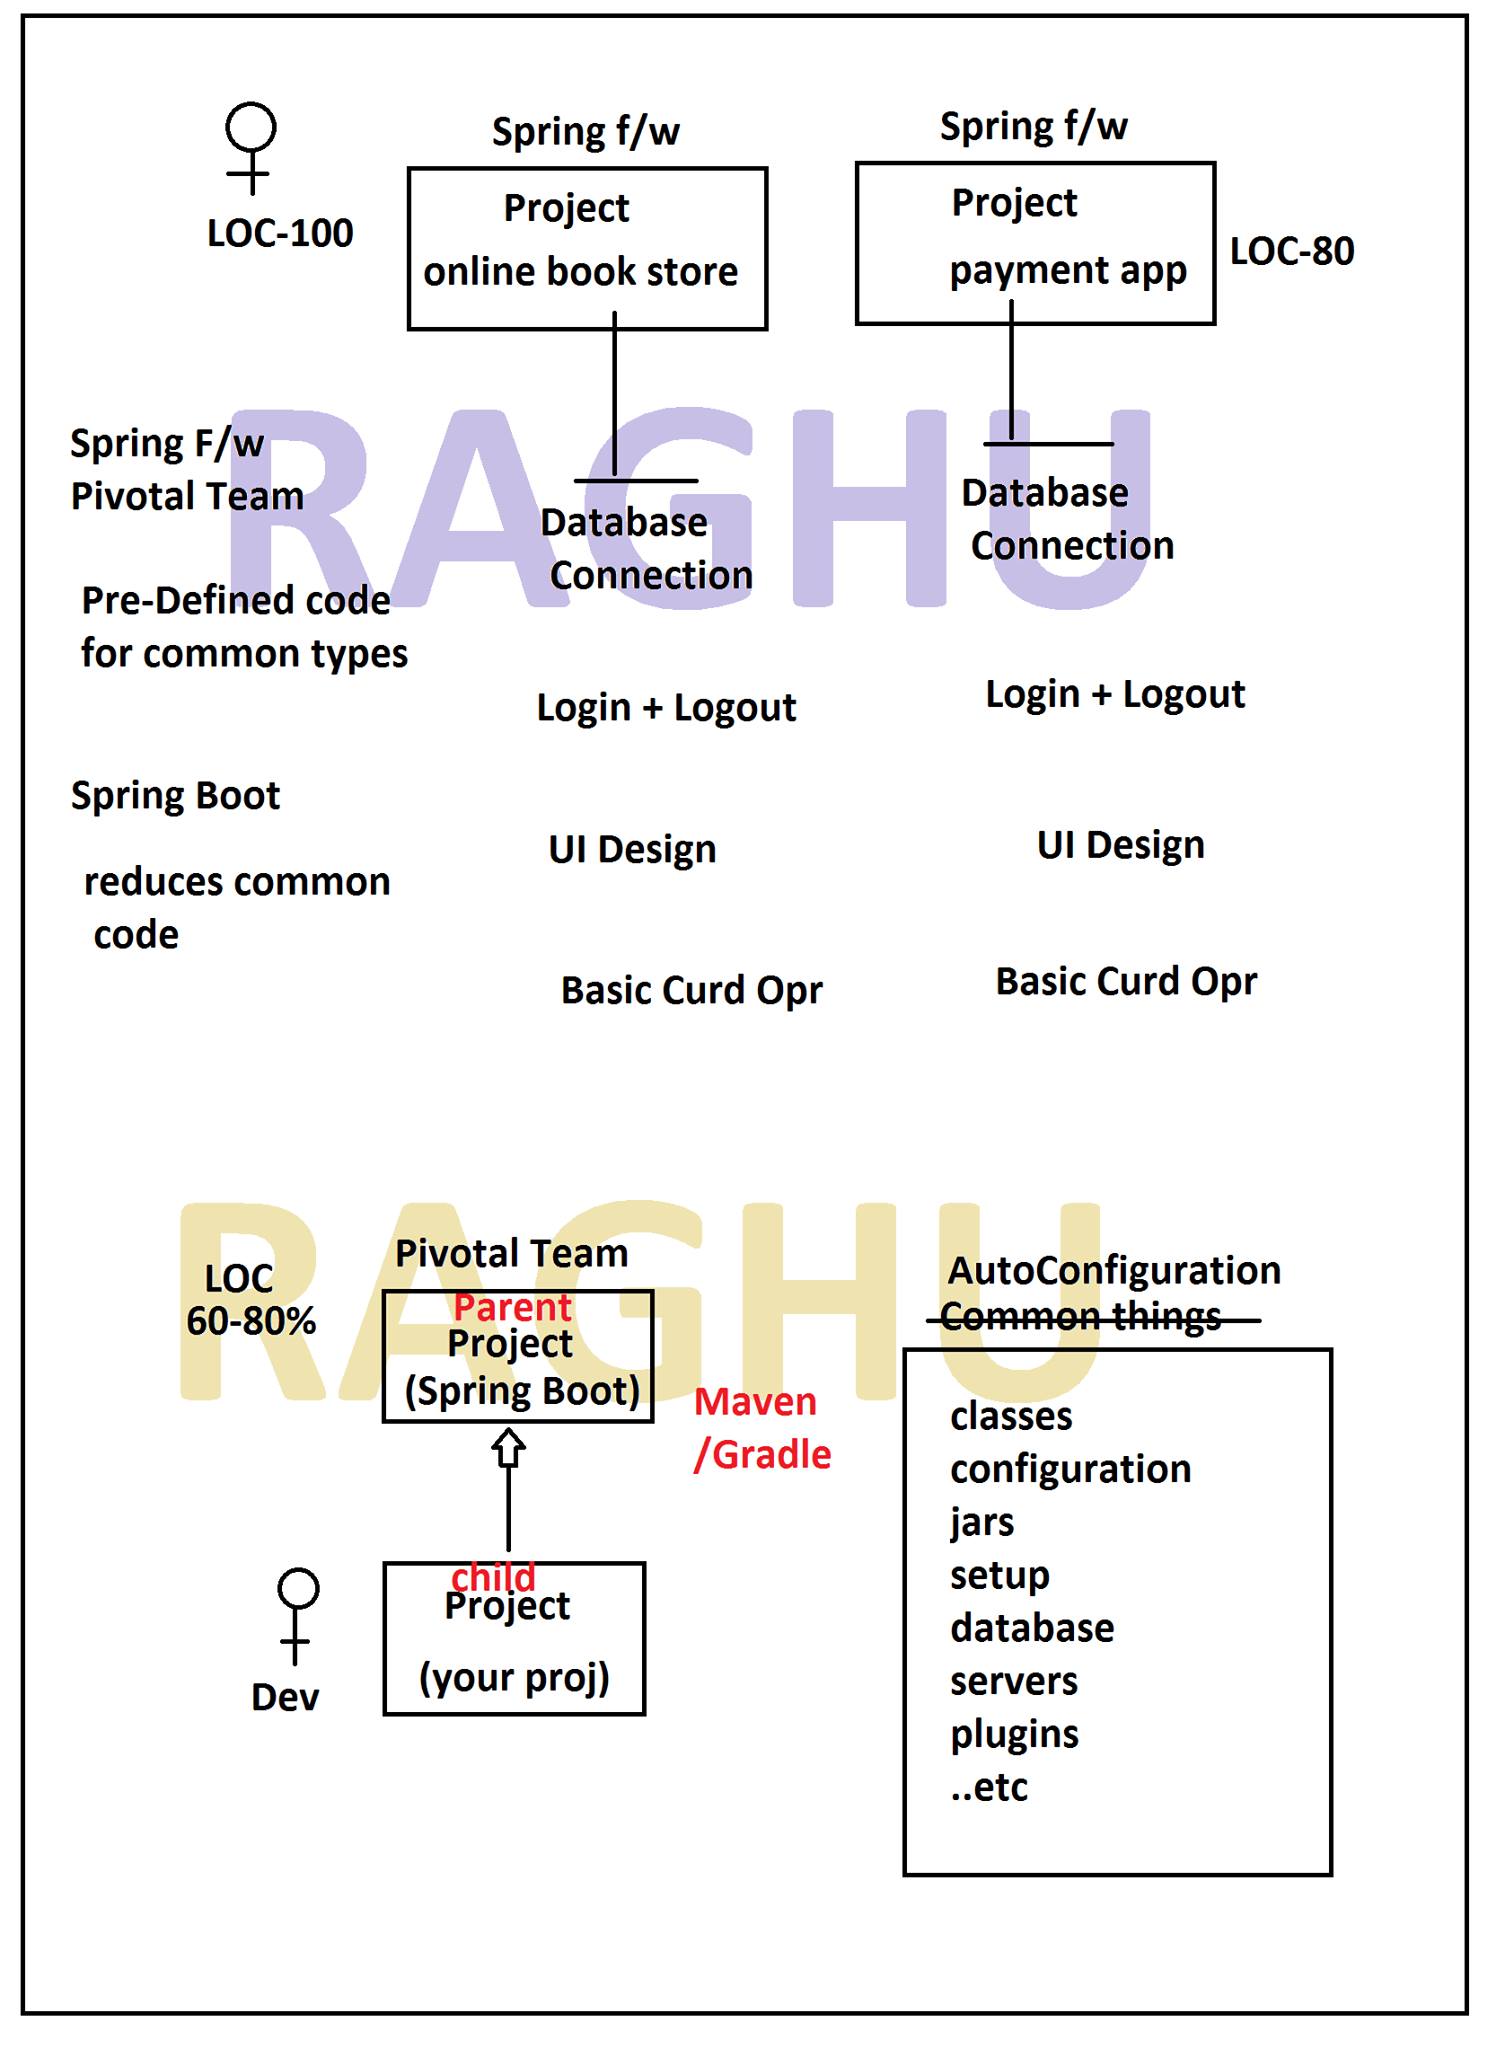 Spring f/w
Spring f/w
Project
online book store
LOC-100
Project
payment app
LOC-80
RAGHU
Spring F/w
Pivotal Team
Pre-Defined code
for common types
Spring Boot
reduces common
code
Database
Connection
Login + Logout
UI Design
Basic Curd Opr
Database
Connection
Login + Logout
UI Design
Basic Curd Opr
RAGHU
LOC
60-80%
Pivotal Team
Parent
Project
(Spring Boot)
Maven
/Gradle
child
Project
(your proj)
Dev
AutoConfiguration
Common things
classes
configuration
jars
setup
database
servers
plugins
..etc